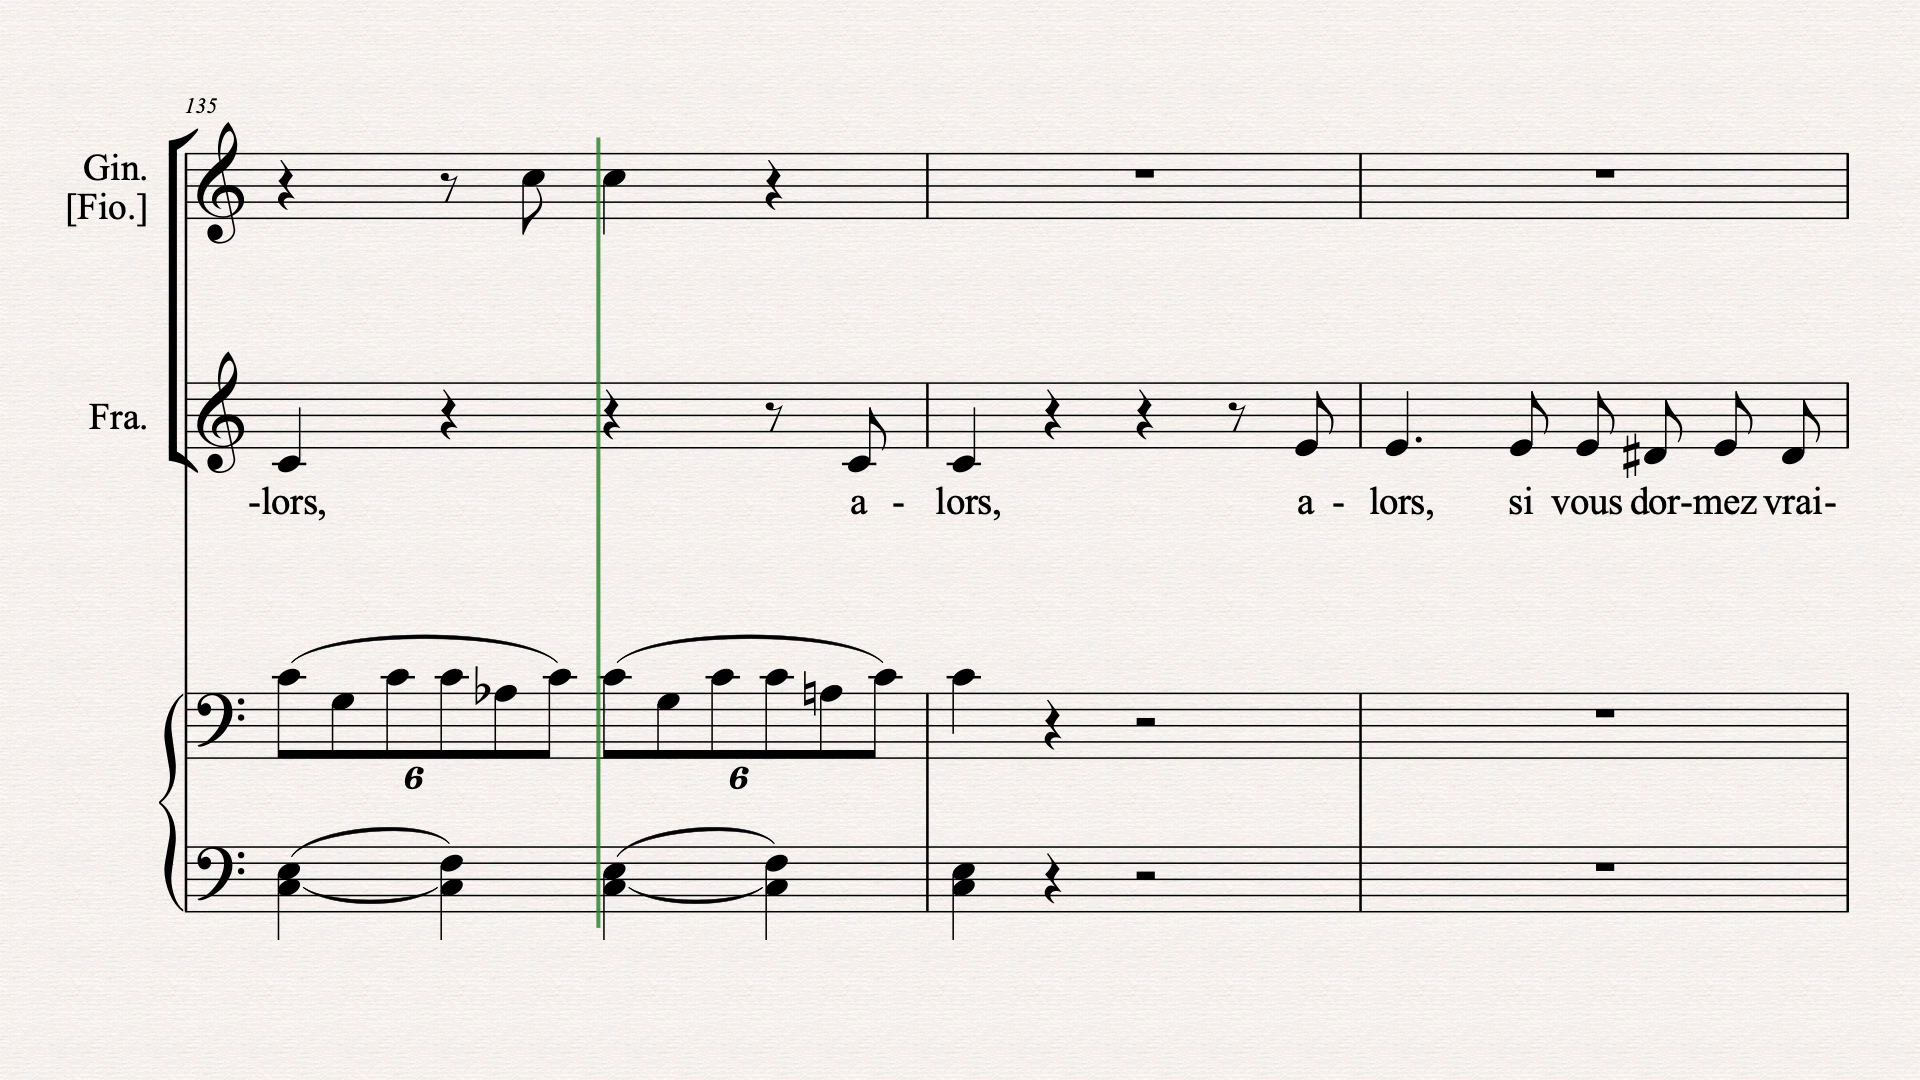 135
Gin.
[Fio.]
Fra.
-lors, a - lors, a - lors, si vous dor-mez vrai-
6 6